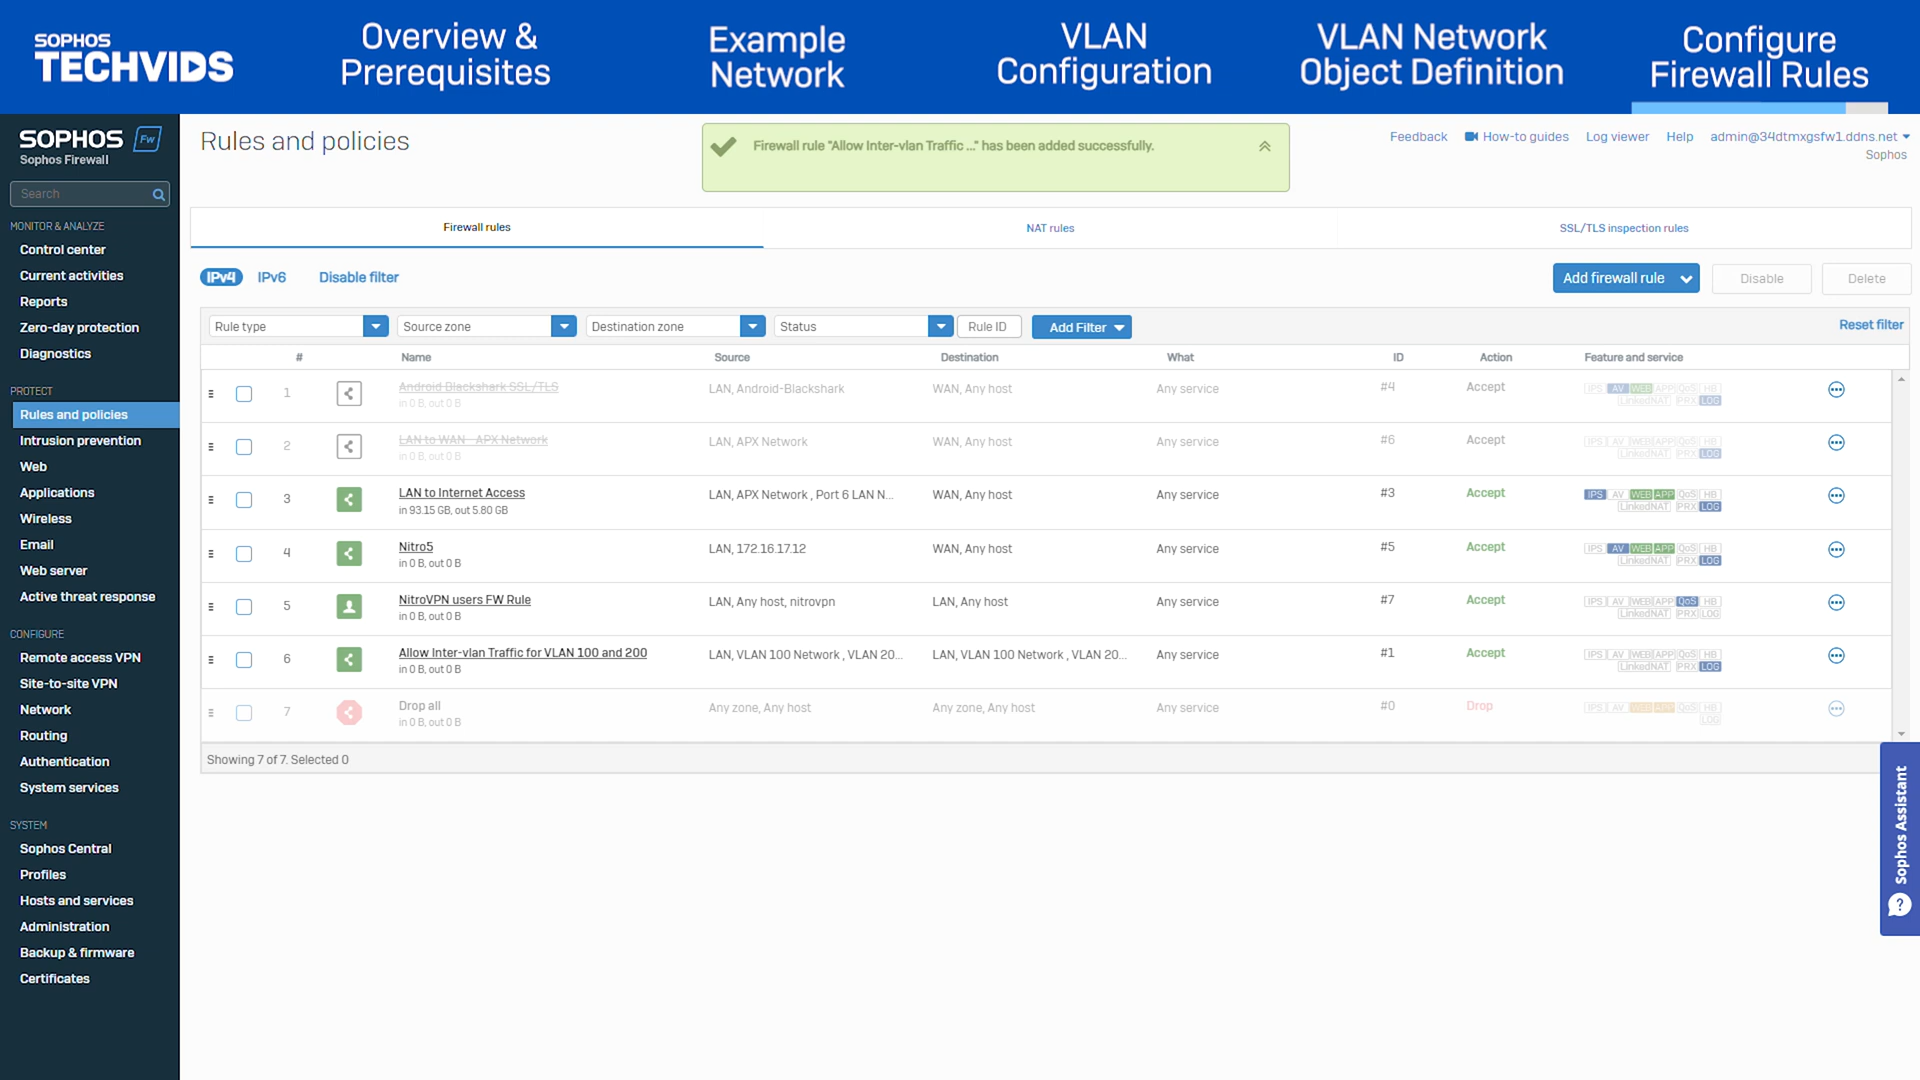 SOPHOS
TECHVIDS
Overview &
Prerequisites
Example
Network
VLAN
Configuration
VLAN Network
Object Definition
Configure
Firewall Rules
SOPHOS Fw
Sophos Firewall
Search
MONITOR & ANALYZE
Control center
Current activities
Reports
Zero-day protection
Diagnostics
PROTECT
Rules and policies
Intrusion prevention
Web
Applications
Wireless
Email
Web server
Active threat response
CONFIGURE
Remote access VPN
Site-to-site VPN
Network
Routing
Authentication
System services
SYSTEM
Sophos Central
Profiles
Hosts and services
Administration
Backup & firmware
Certificates
Rules and policies
Firewall rule "Allow Inter-vlan Traffic ..." has been added successfully.
Feedback How-to guides Log viewer Help admin@34dtmxgsfw1.ddns.net
Sophos
Firewall rules NAT rules SSL/TLS inspection rules
IPv4 IPv6 Disable filter Add firewall rule Disable Delete
Rule type Source zone Destination zone Status Rule ID Add Filter Reset filter
# Name Source Destination What ID Action Feature and service
1 Android Blackshark SSL/TLS LAN, Android-Blackshark WAN, Any host Any service #4 Accept IPS AV WEB APP QoS HB
in 0 B, out 0 B LinkedNAT PRX LOG
2 LAN to WAN - APX Network LAN, APX Network WAN, Any host Any service #6 Accept IPS AV WEB APP QoS HB
in 0 B, out 0 B LinkedNAT PRX LOG
3 LAN to Internet Access LAN, APX Network , Port 6 LAN N... WAN, Any host Any service #3 Accept IPS AV WEB APP QoS HB
in 93.15 GB, out 5.80 GB LinkedNAT PRX LOG
4 Nitro5 LAN, 172.16.17.12 WAN, Any host Any service #5 Accept IPS AV WEB APP QoS HB
in 0 B, out 0 B LinkedNAT PRX LOG
5 NitroVPN users FW Rule LAN, Any host, nitrovpn LAN, Any host Any service #7 Accept IPS AV WEB APP QoS HB
in 0 B, out 0 B LinkedNAT PRX LOG
6 Allow Inter-vlan Traffic for VLAN 100 and 200 LAN, VLAN 100 Network , VLAN 20... LAN, VLAN 100 Network , VLAN 20... Any service #1 Accept IPS AV WEB APP QoS HB
in 0 B, out 0 B LinkedNAT PRX LOG
7 Drop all Any zone, Any host Any zone, Any host Any service #0 Drop IPS AV WEB APP QoS HB
in 0 B, out 0 B LOG
Showing 7 of 7. Selected 0
Sophos Assistant
?